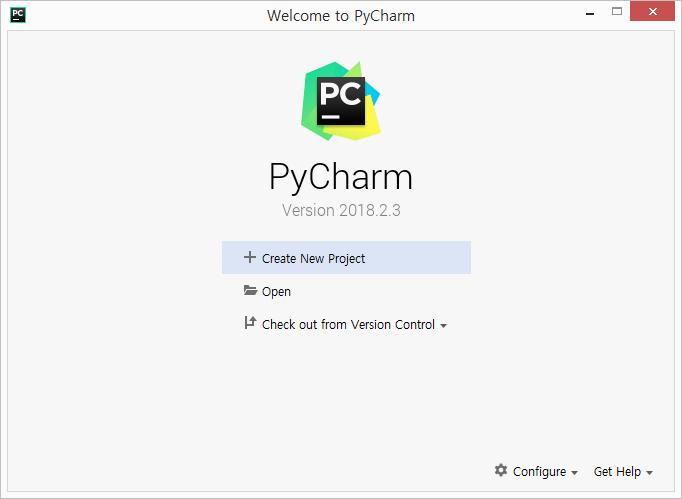 PC
Welcome to PyCharm
PC
PyCharm
Version 2018.2.3
Create New Project
Open
Check out from Version Control
Configure
Get Help